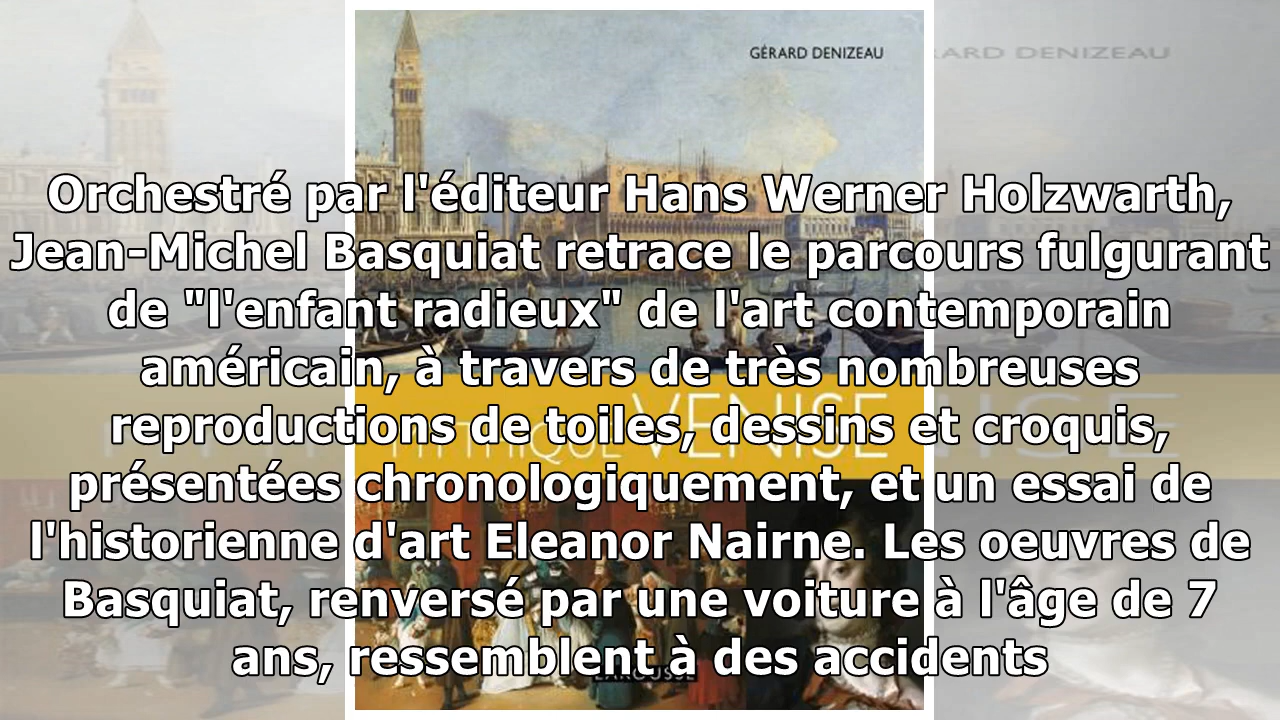 GÉRARD DENIZEAU
Orchestré par l'éditeur Hans Werner Holzwarth,
Jean-Michel Basquiat retrace le parcours fulgurant
de "l'enfant radieux" de l'art contemporain
américain, à travers de très nombreuses
reproductions de toiles, dessins et croquis,
VENISE
présentées chronologiquement, et un essai de
l'historienne d'art Eleanor Nairne. Les oeuvres de
Basquiat, renversé par une voiture à l'âge de 7
ans, ressemblent à des accidents
LAROUSSE